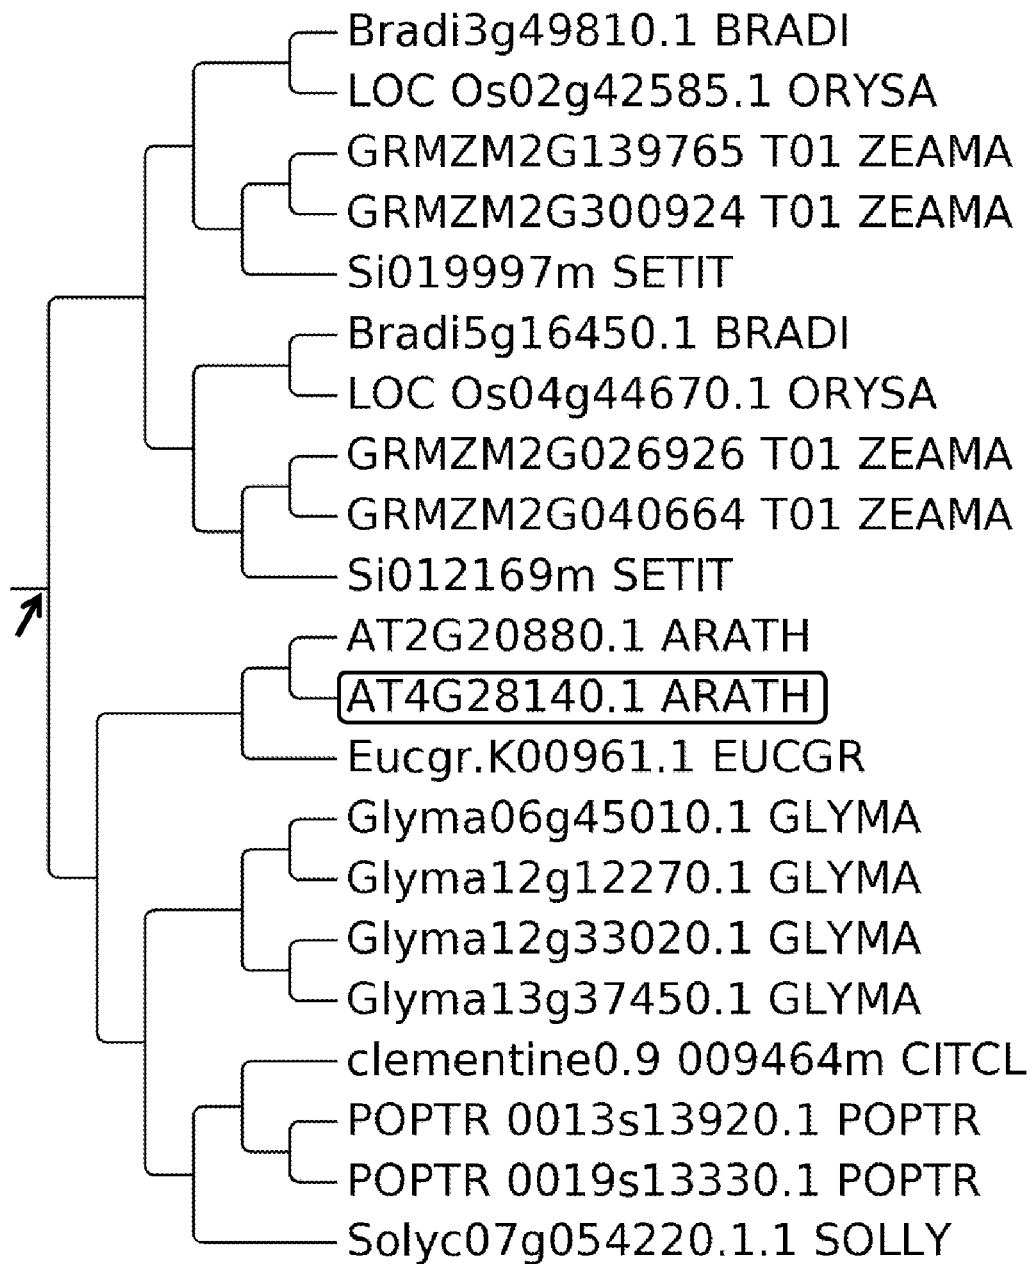 Bradi3g49810.1 BRADI
LOC Os02g42585.1 ORYSA
GRMZM2G139765 T01 ZEAMA
GRMZM2G300924 T01 ZEAMA
Si019997m SETIT
Bradi5g16450.1 BRADI
LOC Os04g44670.1 ORYSA
GRMZM2G026926 T01 ZEAMA
GRMZM2G040664 T01 ZEAMA
Si012169m SETIT
AT2G20880.1 ARATH
AT4G28140.1 ARATH
Eucgr.K00961.1 EUCGR
Glyma06g45010.1 GLYMA
Glyma12g12270.1 GLYMA
Glyma12g33020.1 GLYMA
Glyma13g37450.1 GLYMA
clementine0.9 009464m CITCL
POPTR 0013s13920.1 POPTR
POPTR 0019s13330.1 POPTR
Solyc07g054220.1.1 SOLLY